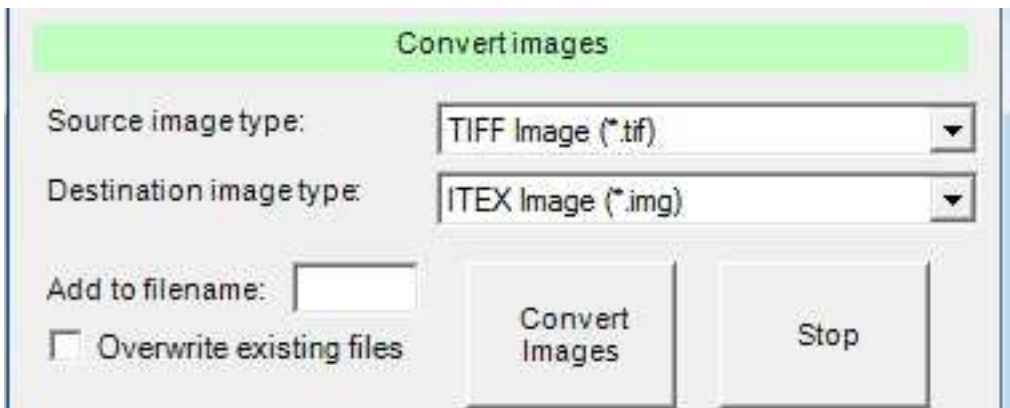 Convert images
Source image type:
TIFF Image (*.tif)
Destination image type:
ITEX Image (*.img)
Add to filename:
Overwrite existing files
Convert
Images
Stop